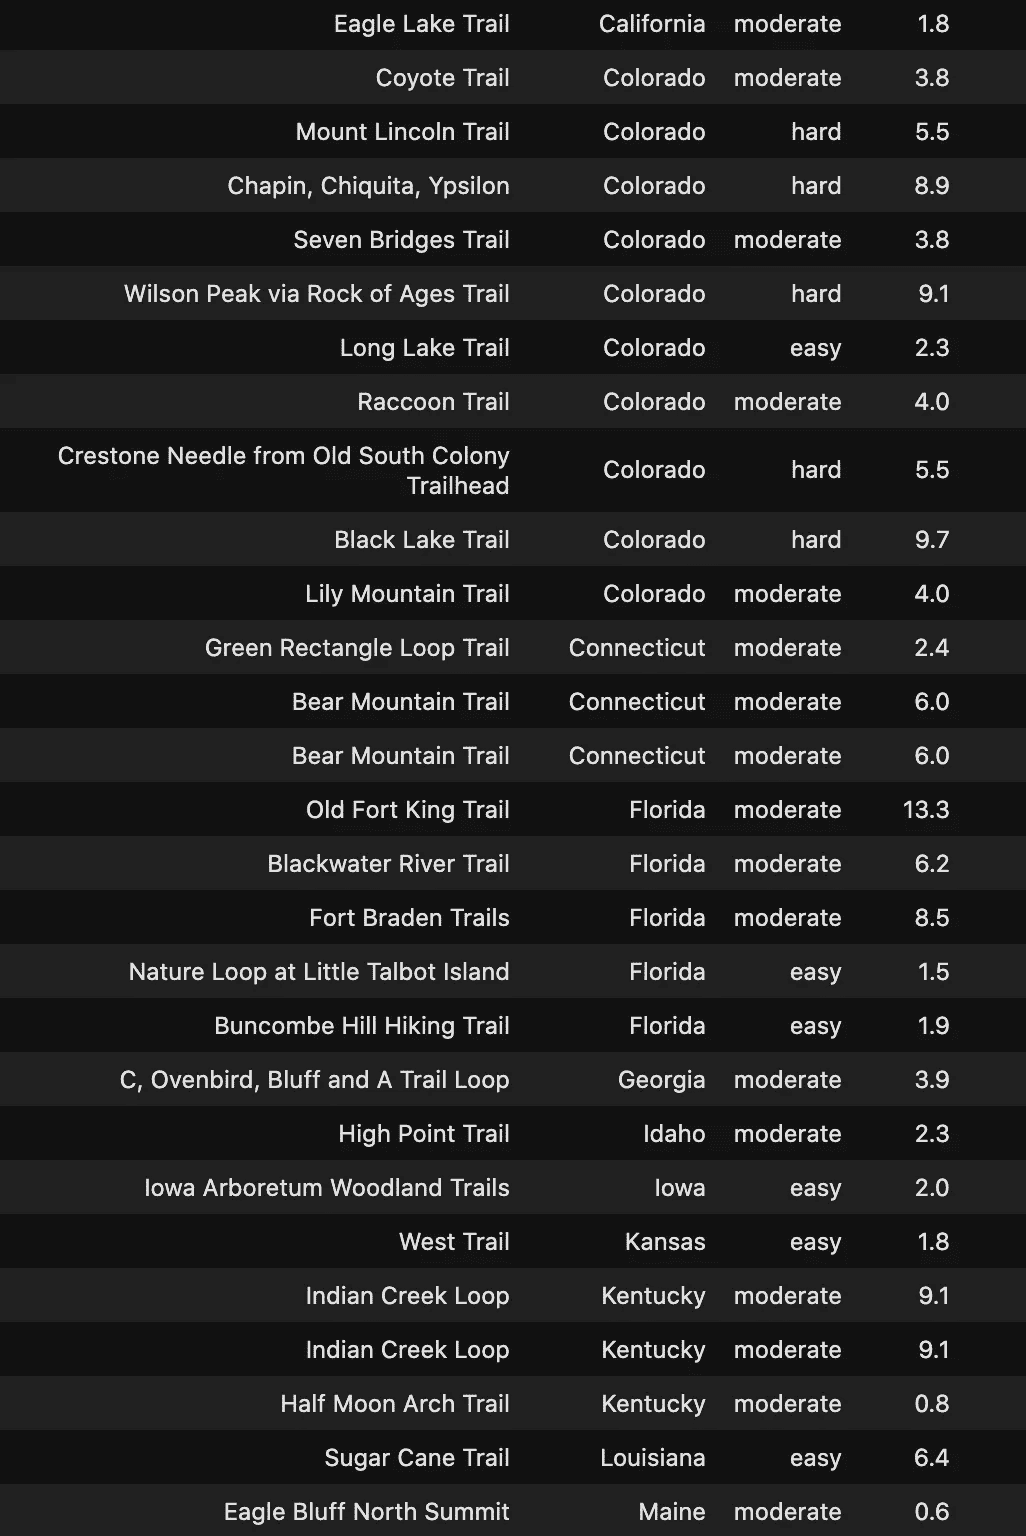 Eagle Lake Trail California moderate 1.8
Coyote Trail Colorado moderate 3.8
Mount Lincoln Trail Colorado hard 5.5
Chapin, Chiquita, Ypsilon Colorado hard 8.9
Seven Bridges Trail Colorado moderate 3.8
Wilson Peak via Rock of Ages Trail Colorado hard 9.1
Long Lake Trail Colorado easy 2.3
Raccoon Trail Colorado moderate 4.0
Crestone Needle from Old South Colony
Trailhead Colorado hard 5.5
Black Lake Trail Colorado hard 9.7
Lily Mountain Trail Colorado moderate 4.0
Green Rectangle Loop Trail Connecticut moderate 2.4
Bear Mountain Trail Connecticut moderate 6.0
Bear Mountain Trail Connecticut moderate 6.0
Old Fort King Trail Florida moderate 13.3
Blackwater River Trail Florida moderate 6.2
Fort Braden Trails Florida moderate 8.5
Nature Loop at Little Talbot Island Florida easy 1.5
Buncombe Hill Hiking Trail Florida easy 1.9
C, Ovenbird, Bluff and A Trail Loop Georgia moderate 3.9
High Point Trail Idaho moderate 2.3
Iowa Arboretum Woodland Trails Iowa easy 2.0
West Trail Kansas easy 1.8
Indian Creek Loop Kentucky moderate 9.1
Indian Creek Loop Kentucky moderate 9.1
Half Moon Arch Trail Kentucky moderate 0.8
Sugar Cane Trail Louisiana easy 6.4
Eagle Bluff North Summit Maine moderate 0.6